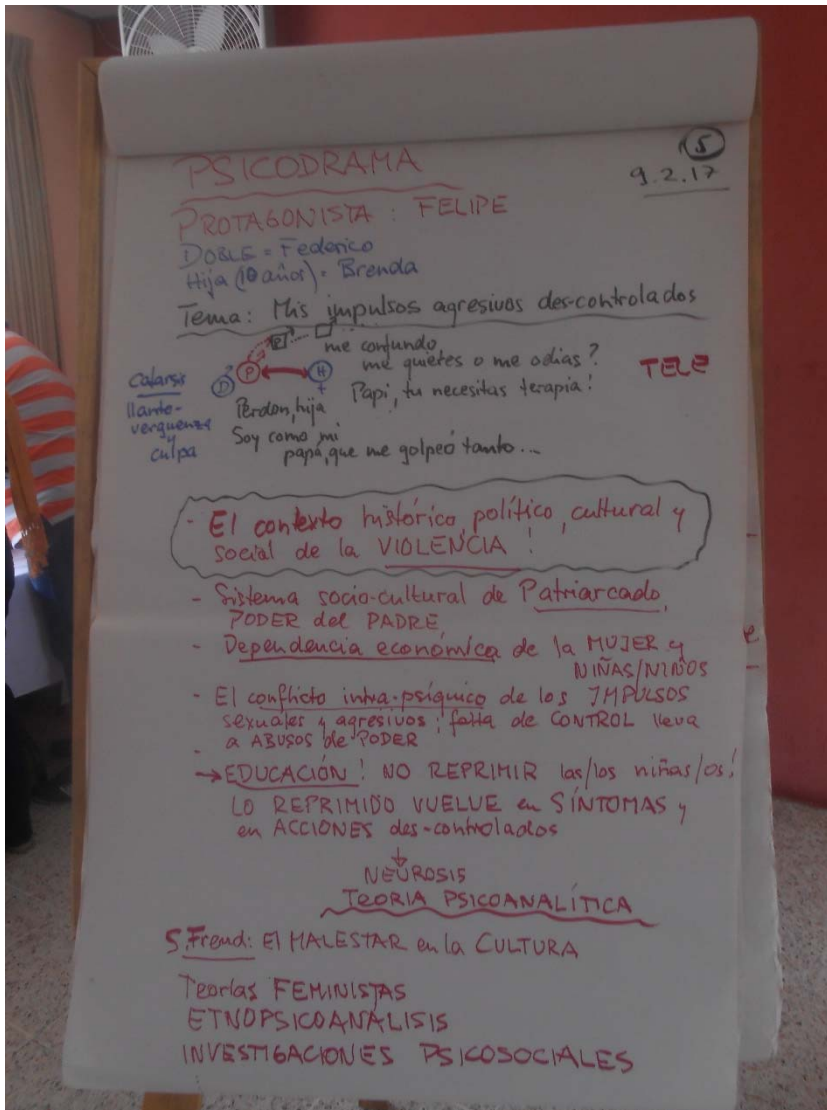 5
9.2.17
PSICODRAMA
PROTAGONISTA: FELIPE
DOBLE = Federico
Hija (10 años) = Brenda
Tema: Mis impulsos agresivos des-controlados
me confundo
me quieres o me odias?
TELE
D P H
Papi, tu necesitas terapia!
Catarsis
llanto-
verguenza
y
culpa
Perdon, hija
Soy como mi
papá, que me golpeó tanto...
- El contexto histórico, político, cultural y
social de la VIOLENCIA!
- Sistema socio-cultural de Patriarcado,
PODER del PADRE
- Dependencia económica de la MUJER y
NIÑAS/NIÑOS
- El conflicto intra-psíquico de los IMPULSOS
sexuales y agresivos; falta de CONTROL lleva
a ABUSOS de PODER
-
→ EDUCACIÓN! NO REPRIMIR las/los niñas/os!
LO REPRIMIDO VUELVE en SÍNTOMAS y
en ACCIONES des-controlados
↓
NEUROSIS
TEORIA PSICOANALÍTICA
S. Freud: El MALESTAR en la CULTURA
Teorías FEMINISTAS
ETNOPSICOANALISIS
INVESTIGACIONES PSICOSOCIALES